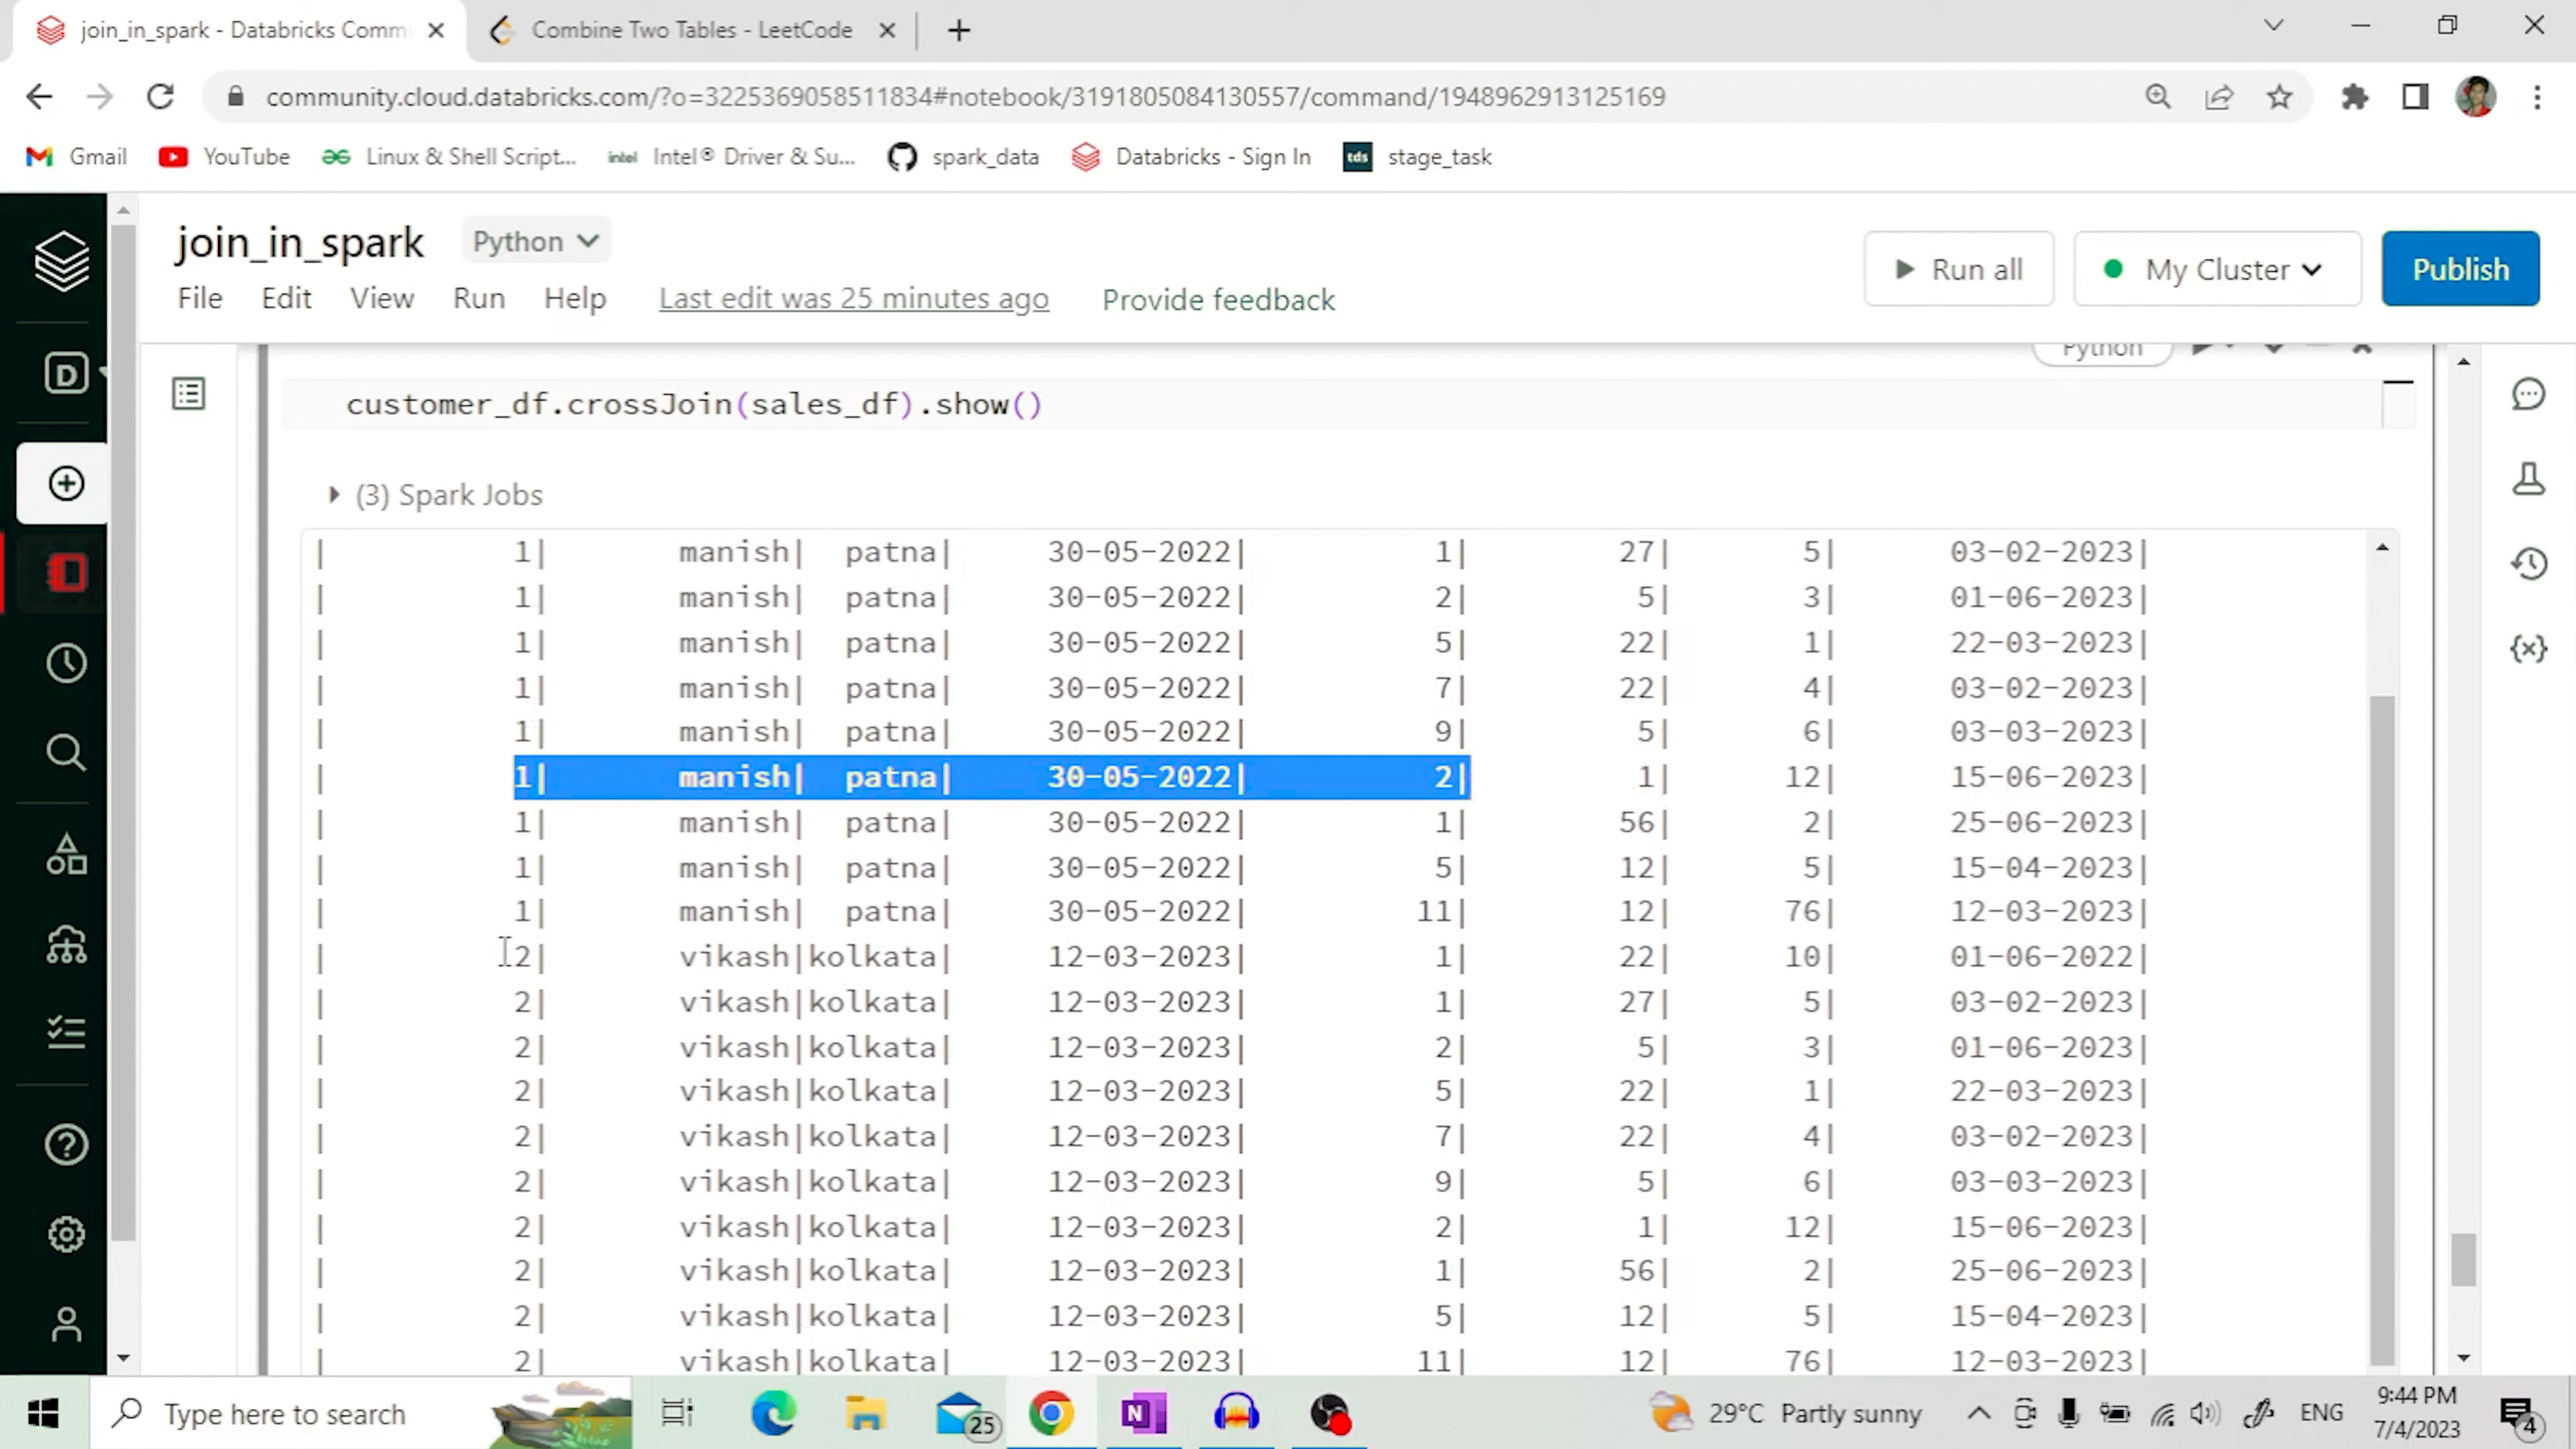 join_in_spark - Databricks Comm
Combine Two Tables - LeetCode
community.cloud.databricks.com/?o=3225369058511834#notebook/3191805084130557/command/1948962913125169
Gmail YouTube Linux & Shell Script... Intel® Driver & Su... spark_data Databricks - Sign In stage_task
join_in_spark Python
File Edit View Run Help Last edit was 25 minutes ago Provide feedback
Run all My Cluster Publish
Python
customer_df.crossJoin(sales_df).show()
(3) Spark Jobs
| 1| manish| patna| 30-05-2022| 1| 27| 5| 03-02-2023|
| 1| manish| patna| 30-05-2022| 2| 5| 3| 01-06-2023|
| 1| manish| patna| 30-05-2022| 5| 22| 1| 22-03-2023|
| 1| manish| patna| 30-05-2022| 7| 22| 4| 03-02-2023|
| 1| manish| patna| 30-05-2022| 9| 5| 6| 03-03-2023|
| 1| manish| patna| 30-05-2022| 2| 1| 12| 15-06-2023|
| 1| manish| patna| 30-05-2022| 1| 56| 2| 25-06-2023|
| 1| manish| patna| 30-05-2022| 5| 12| 5| 15-04-2023|
| 1| manish| patna| 30-05-2022| 11| 12| 76| 12-03-2023|
| 2| vikash|kolkata| 12-03-2023| 1| 22| 10| 01-06-2022|
| 2| vikash|kolkata| 12-03-2023| 1| 27| 5| 03-02-2023|
| 2| vikash|kolkata| 12-03-2023| 2| 5| 3| 01-06-2023|
| 2| vikash|kolkata| 12-03-2023| 5| 22| 1| 22-03-2023|
| 2| vikash|kolkata| 12-03-2023| 7| 22| 4| 03-02-2023|
| 2| vikash|kolkata| 12-03-2023| 9| 5| 6| 03-03-2023|
| 2| vikash|kolkata| 12-03-2023| 2| 1| 12| 15-06-2023|
| 2| vikash|kolkata| 12-03-2023| 1| 56| 2| 25-06-2023|
| 2| vikash|kolkata| 12-03-2023| 5| 12| 5| 15-04-2023|
| 2| vikash|kolkata| 12-03-2023| 11| 12| 76| 12-03-2023|
Type here to search 25 29°C Partly sunny ENG 9:44 PM
7/4/2023 4